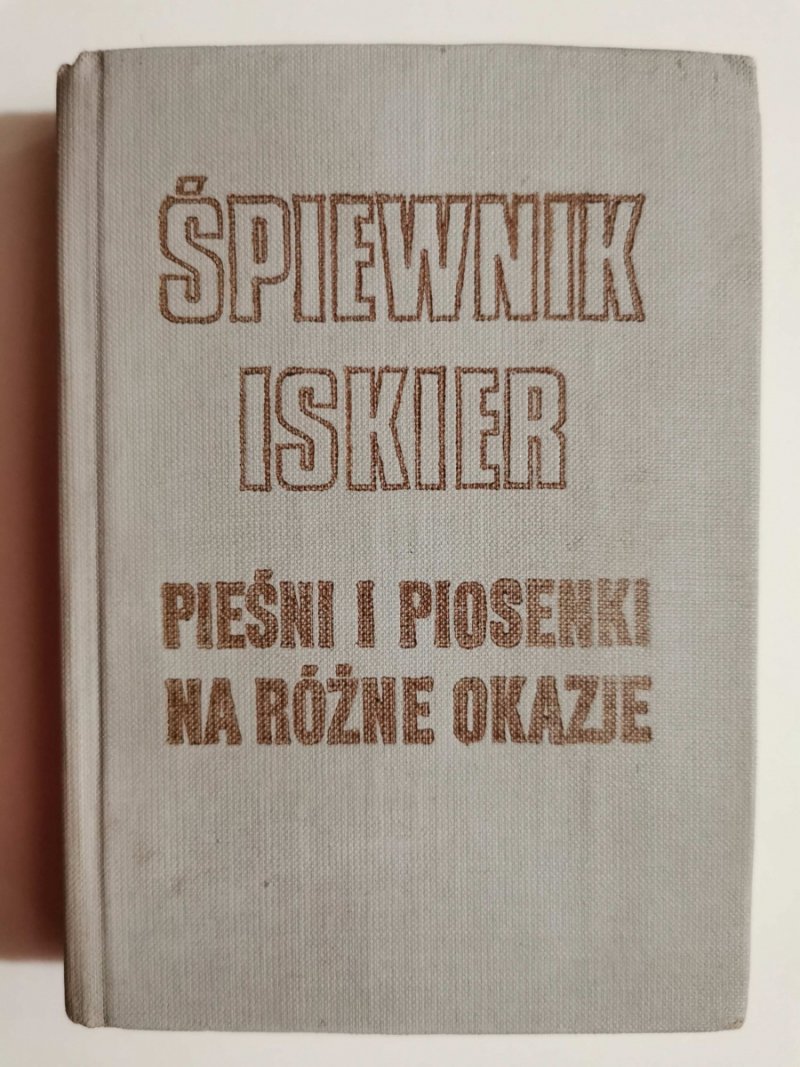 ŚPIEWNIK
ISKIER
PIEŚNI I PIOSENKI
NA RÓŻNE OKAZJE